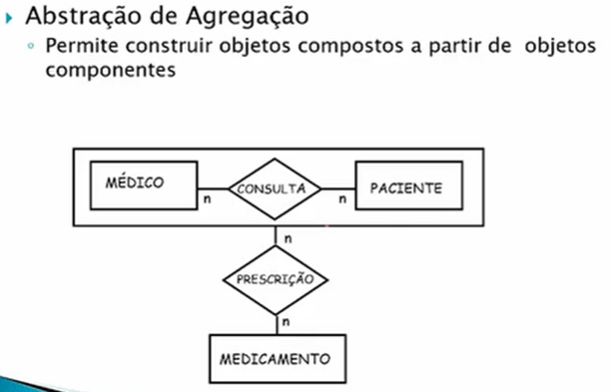 Abstração de Agregação
Permite construir objetos compostos a partir de objetos
componentes
MÉDICO
CONSULTA
PACIENTE
n
n
n
PRESCRIÇÃO
n
MEDICAMENTO